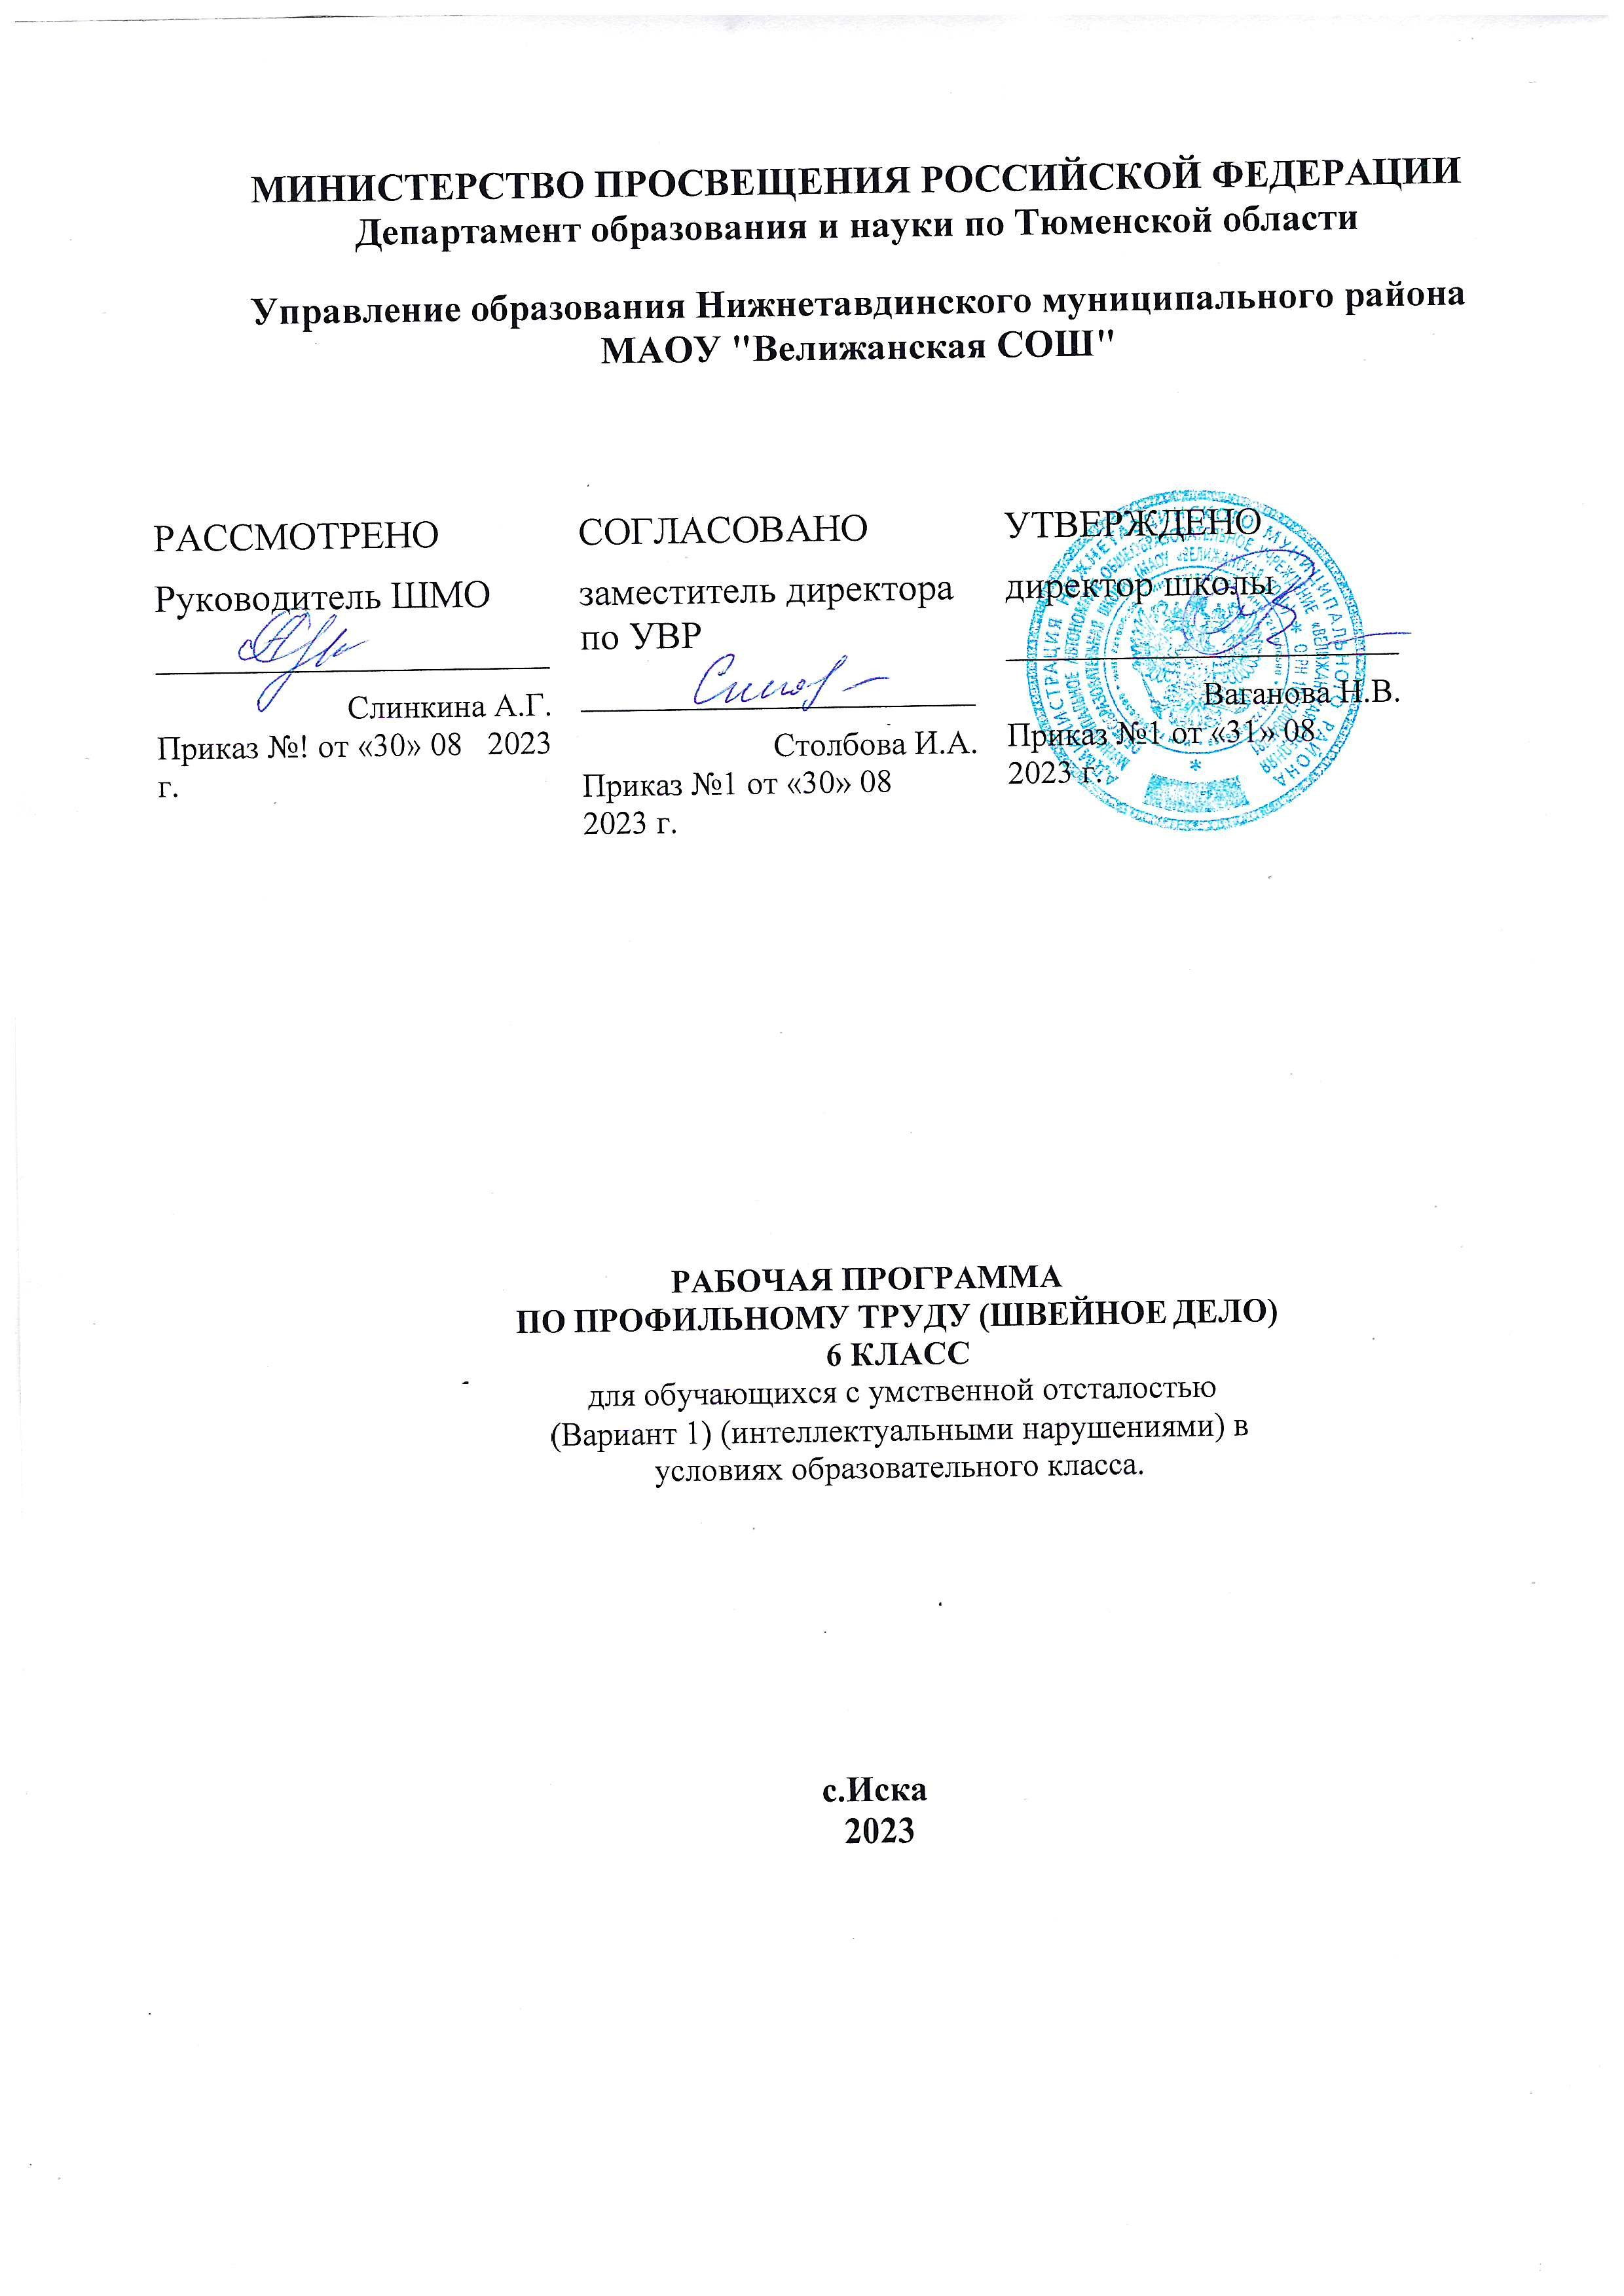 МИНИСТЕРСТВО ПРОСВЕЩЕНИЯ РОССИЙСКОЙ ФЕДЕРАЦИИ
Департамент образования и науки по Тюменской области
Управление образования Нижнетавдинского муниципального района
МАОУ "Велижанская СОШ"
РАССМОТРЕНО
Руководитель ШМО
Слинкина А.Г.
Приказ №! от «30» 08 2023
г.
СОГЛАСОВАНО
заместитель директора
по УВР
Столбова И.А.
Приказ №1 от «30» 08
2023 г.
УТВЕРЖДЕНО
директор школы
Ваганова Н.В.
Приказ №1 от «31» 08
2023 г.
РАБОЧАЯ ПРОГРАММА
ПО ПРОФИЛЬНОМУ ТРУДУ (ШВЕЙНОЕ ДЕЛО)
6 КЛАСС
для обучающихся с умственной отсталостью
(Вариант 1) (интеллектуальными нарушениями) в
условиях образовательного класса.
с.Иска
2023